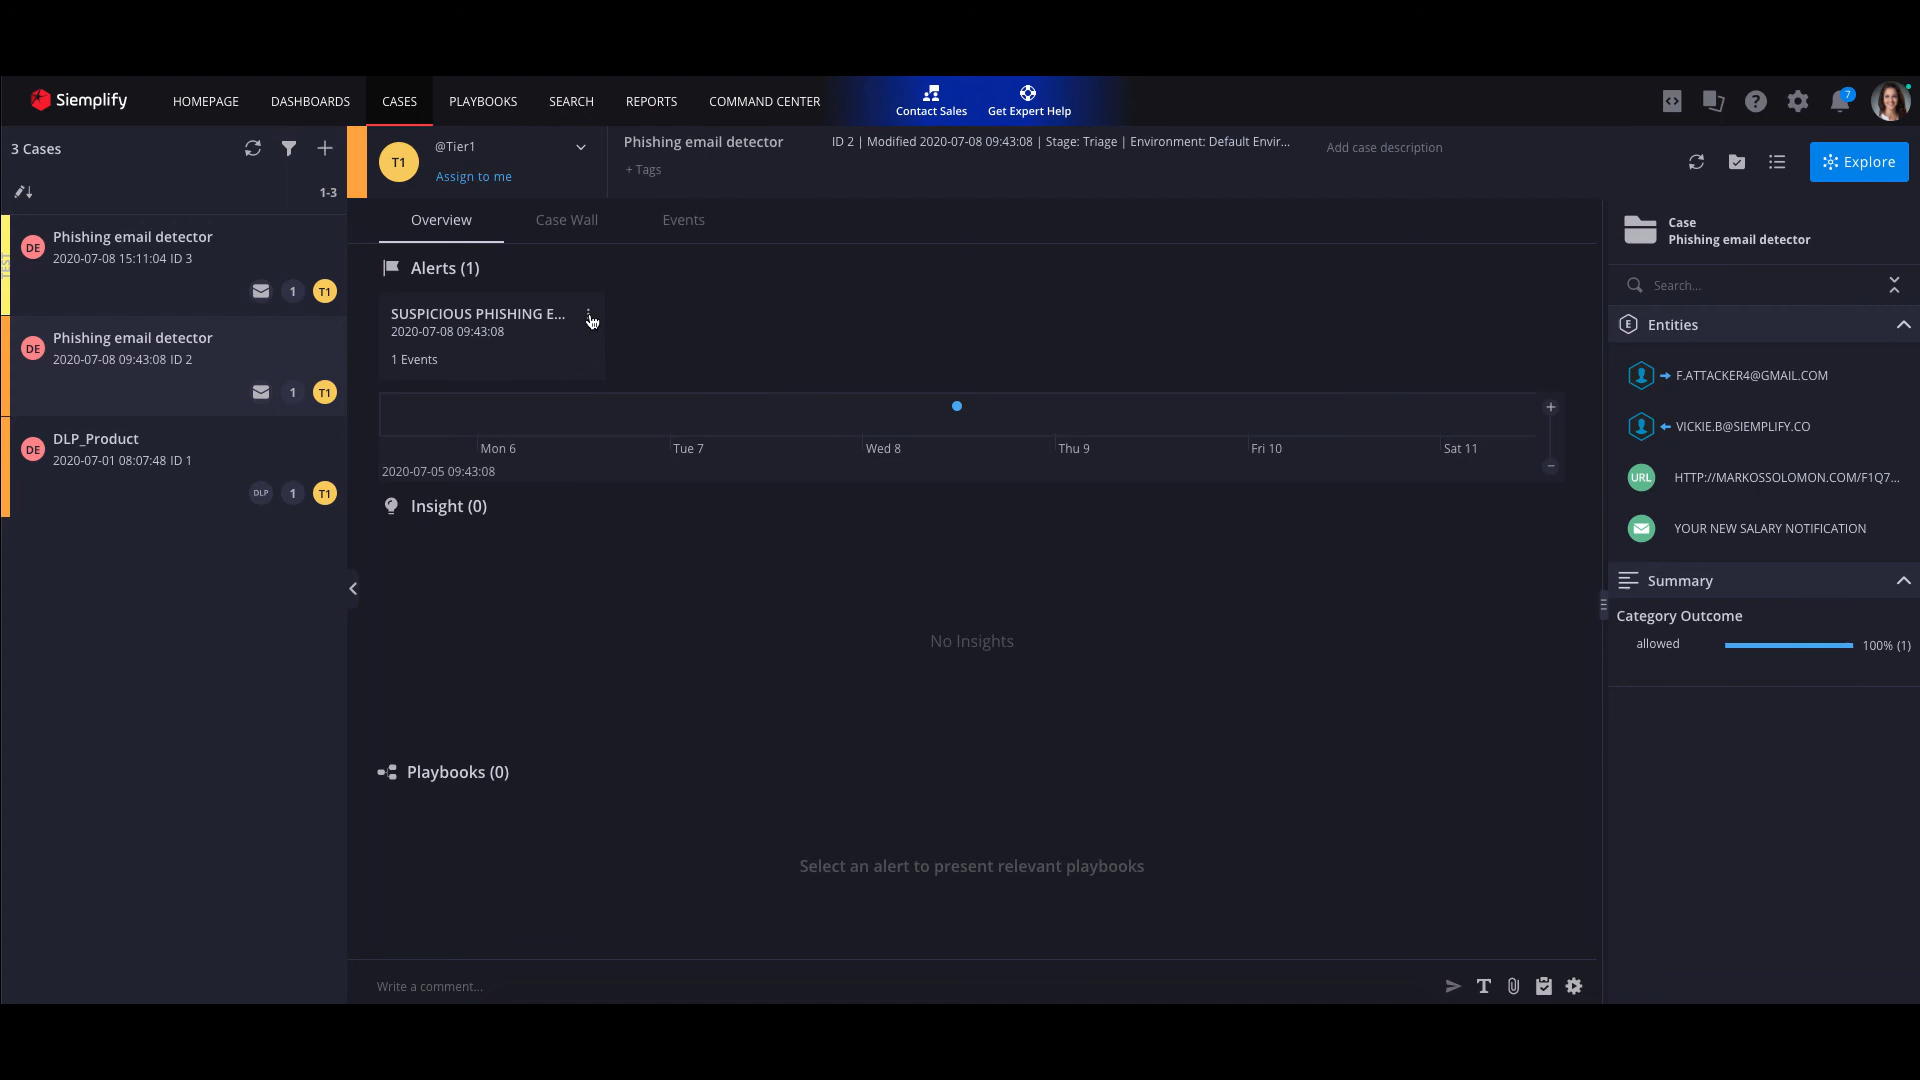 Siemplify
HOMEPAGE
DASHBOARDS
CASES
PLAYBOOKS
SEARCH
REPORTS
COMMAND CENTER
Contact Sales
Get Expert Help
7
3 Cases
1-3
TEST
DE
Phishing email detector
2020-07-08 15:11:04 ID 3
1
T1
DE
Phishing email detector
2020-07-08 09:43:08 ID 2
1
T1
DE
DLP_Product
2020-07-01 08:07:48 ID 1
DLP
1
T1
T1
@Tier1
Assign to me
Phishing email detector
+ Tags
ID 2 | Modified 2020-07-08 09:43:08 | Stage: Triage | Environment: Default Envir...
Add case description
Explore
Overview
Case Wall
Events
Alerts (1)
SUSPICIOUS PHISHING E...
2020-07-08 09:43:08
1 Events
Mon 6
Tue 7
Wed 8
Thu 9
Fri 10
Sat 11
2020-07-05 09:43:08
Insight (0)
No Insights
Playbooks (0)
Select an alert to present relevant playbooks
Write a comment...
T
Case
Phishing email detector
Search...
E
Entities
F.ATTACKER4@GMAIL.COM
VICKIE.B@SIEMPLIFY.CO
URL
HTTP://MARKOSSOLOMON.COM/F1Q7...
YOUR NEW SALARY NOTIFICATION
Summary
Category Outcome
allowed
100% (1)